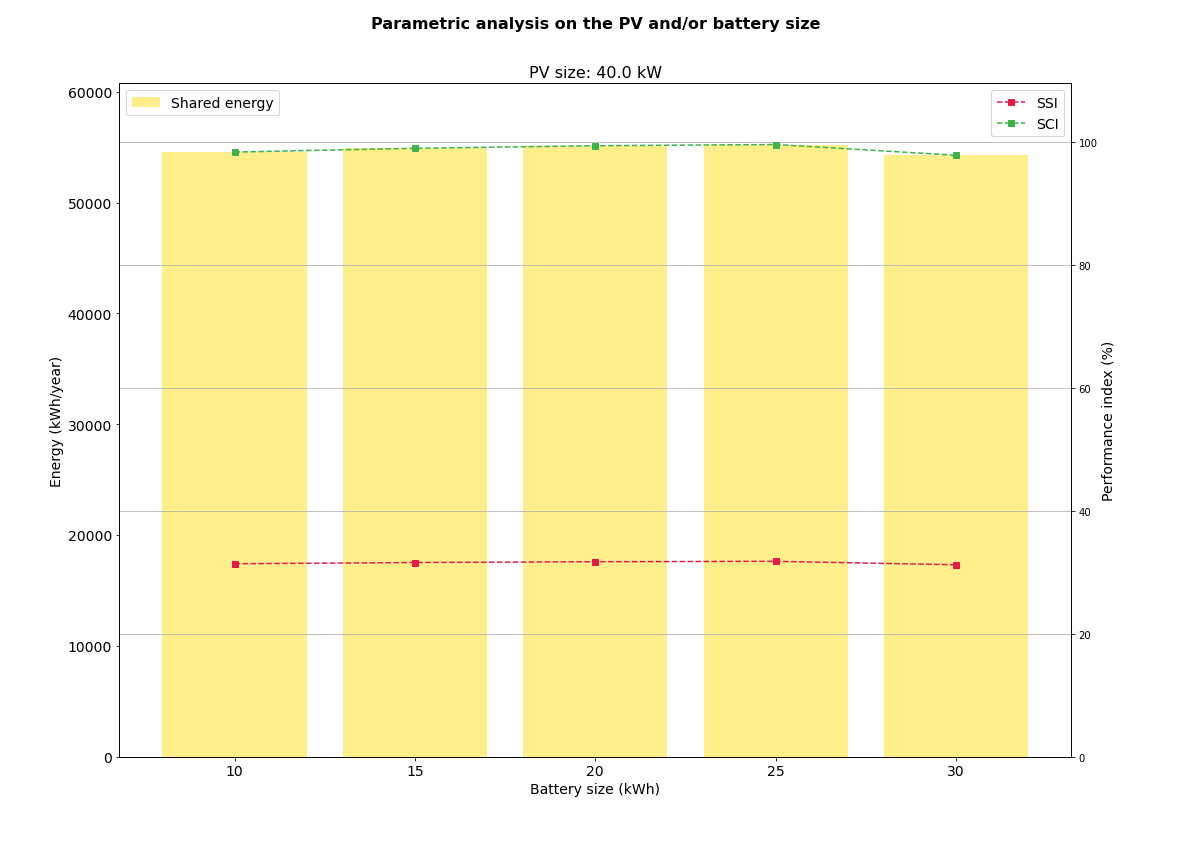 Parametric analysis on the PV and/or battery size
PV size: 40.0 kW
Shared energy
SSI
SCI
60000
50000
40000
30000
20000
10000
0
Energy (kWh/year)
100
80
60
40
20
0
Performance index (%)
10
15
20
25
30
Battery size (kWh)